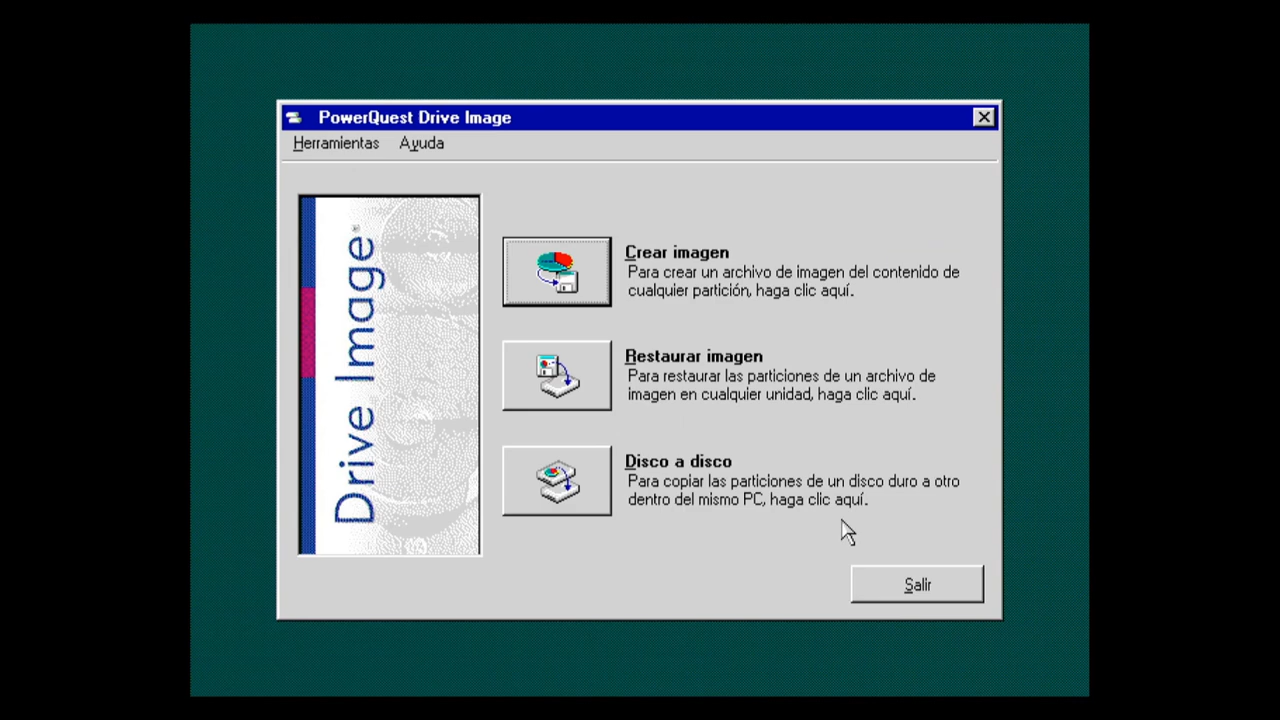 PowerQuest Drive Image
Herramientas Ayuda
Drive Image®
Crear imagen
Para crear un archivo de imagen del contenido de
cualquier partición, haga clic aquí.
Restaurar imagen
Para restaurar las particiones de un archivo de
imagen en cualquier unidad, haga clic aquí.
Disco a disco
Para copiar las particiones de un disco duro a otro
dentro del mismo PC, haga clic aquí.
Salir